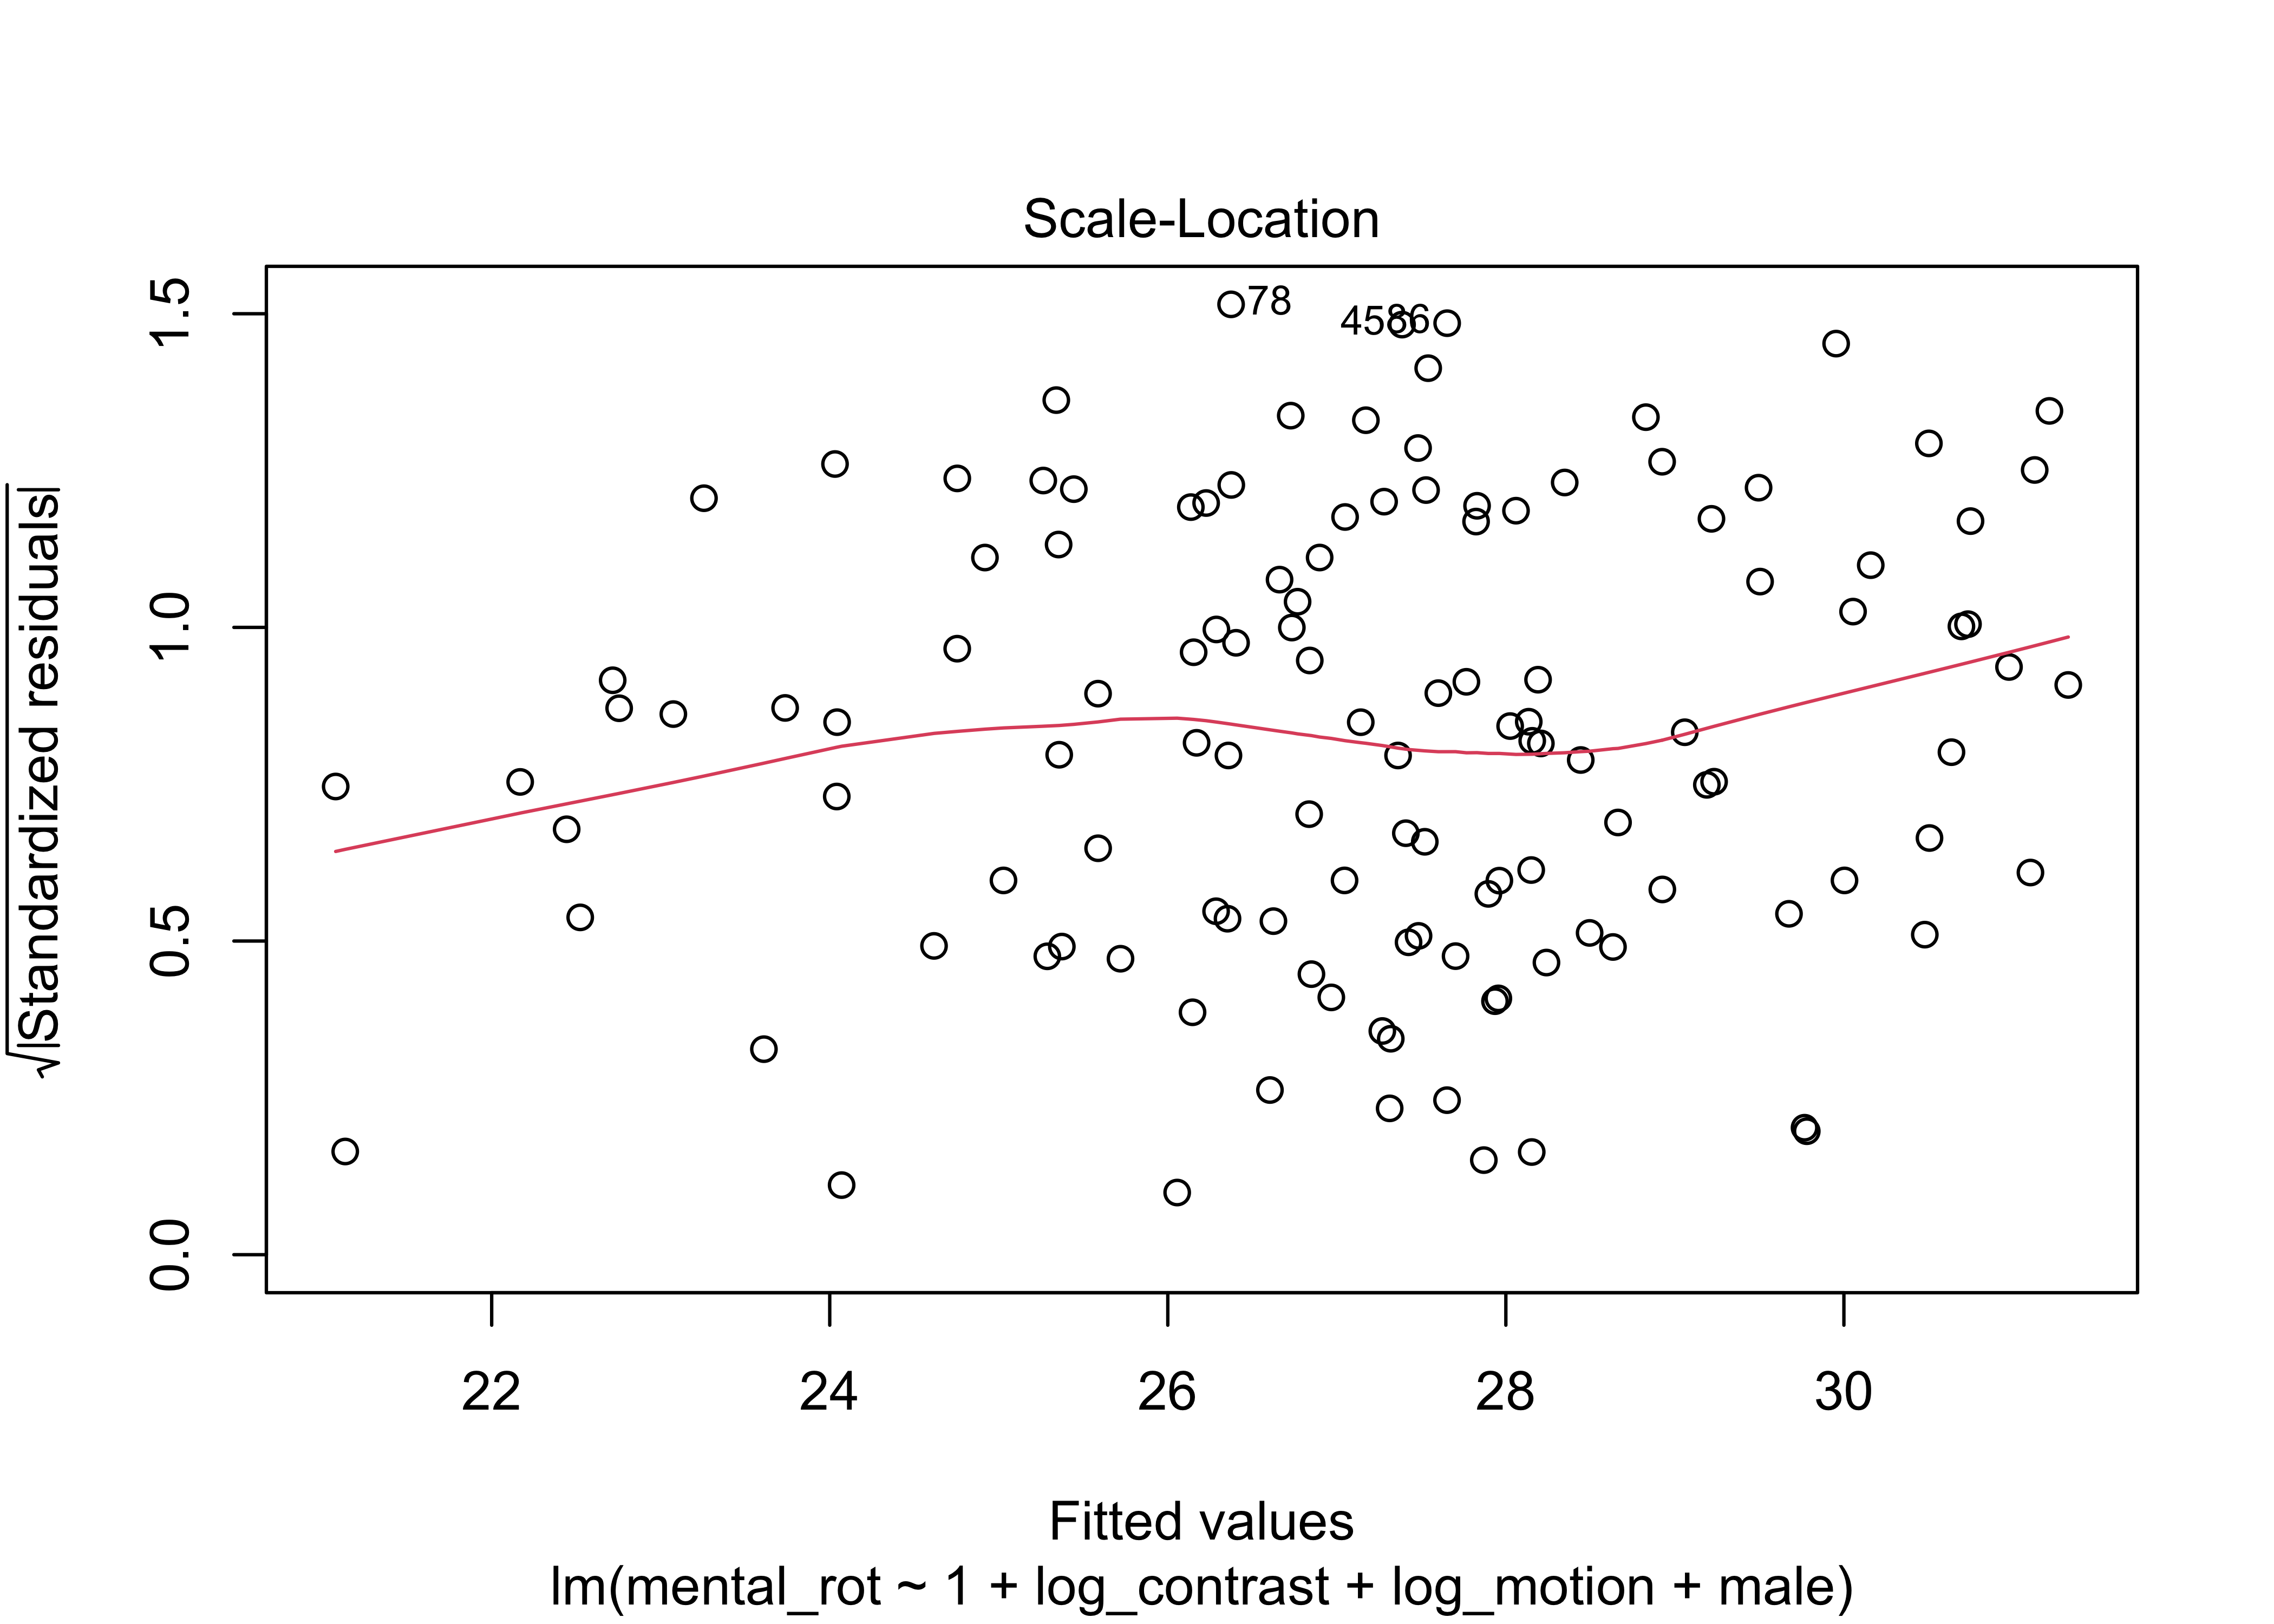 Scale-Location
√|Standardized residuals|
1.5
1.0
0.5
0.0
78
45
86
22 24 26 28 30
Fitted values
lm(mental_rot ~ 1 + log_contrast + log_motion + male)